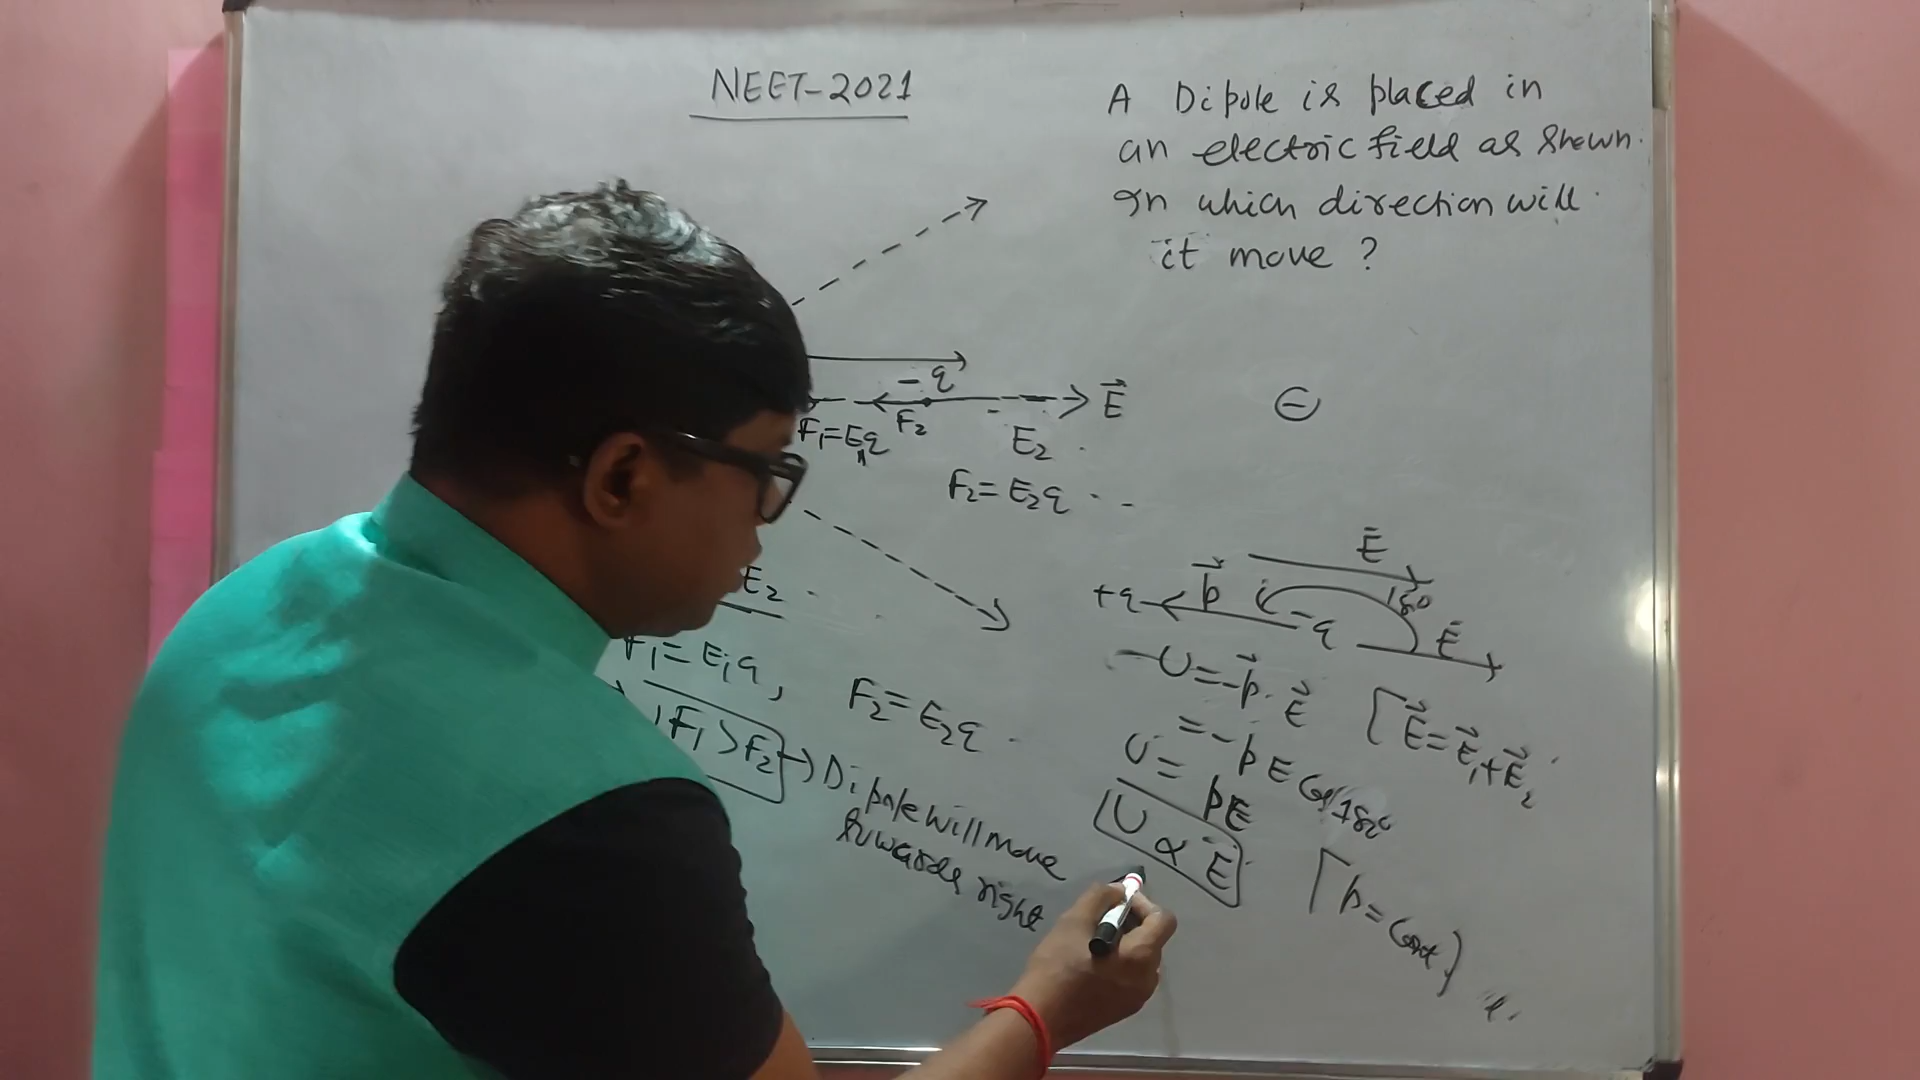 NEET-2021
A Dipole is placed in
an electric field as shown.
In which direction will
it move ?
-q
E⃗
F₁=E₁q
F₂
E₂
F₂=E₂q
⊖
E⃗
+q
p⃗
180
-q
E⃗
E₂
F₁=E₁q,
F₂=E₂q
F₁>F₂ → Dipole will move
towards right
-U=-p⃗.E⃗
=-pE cos180
U= pE
[E⃗=E⃗₁+E⃗₂
U ∝ E
[p=const]